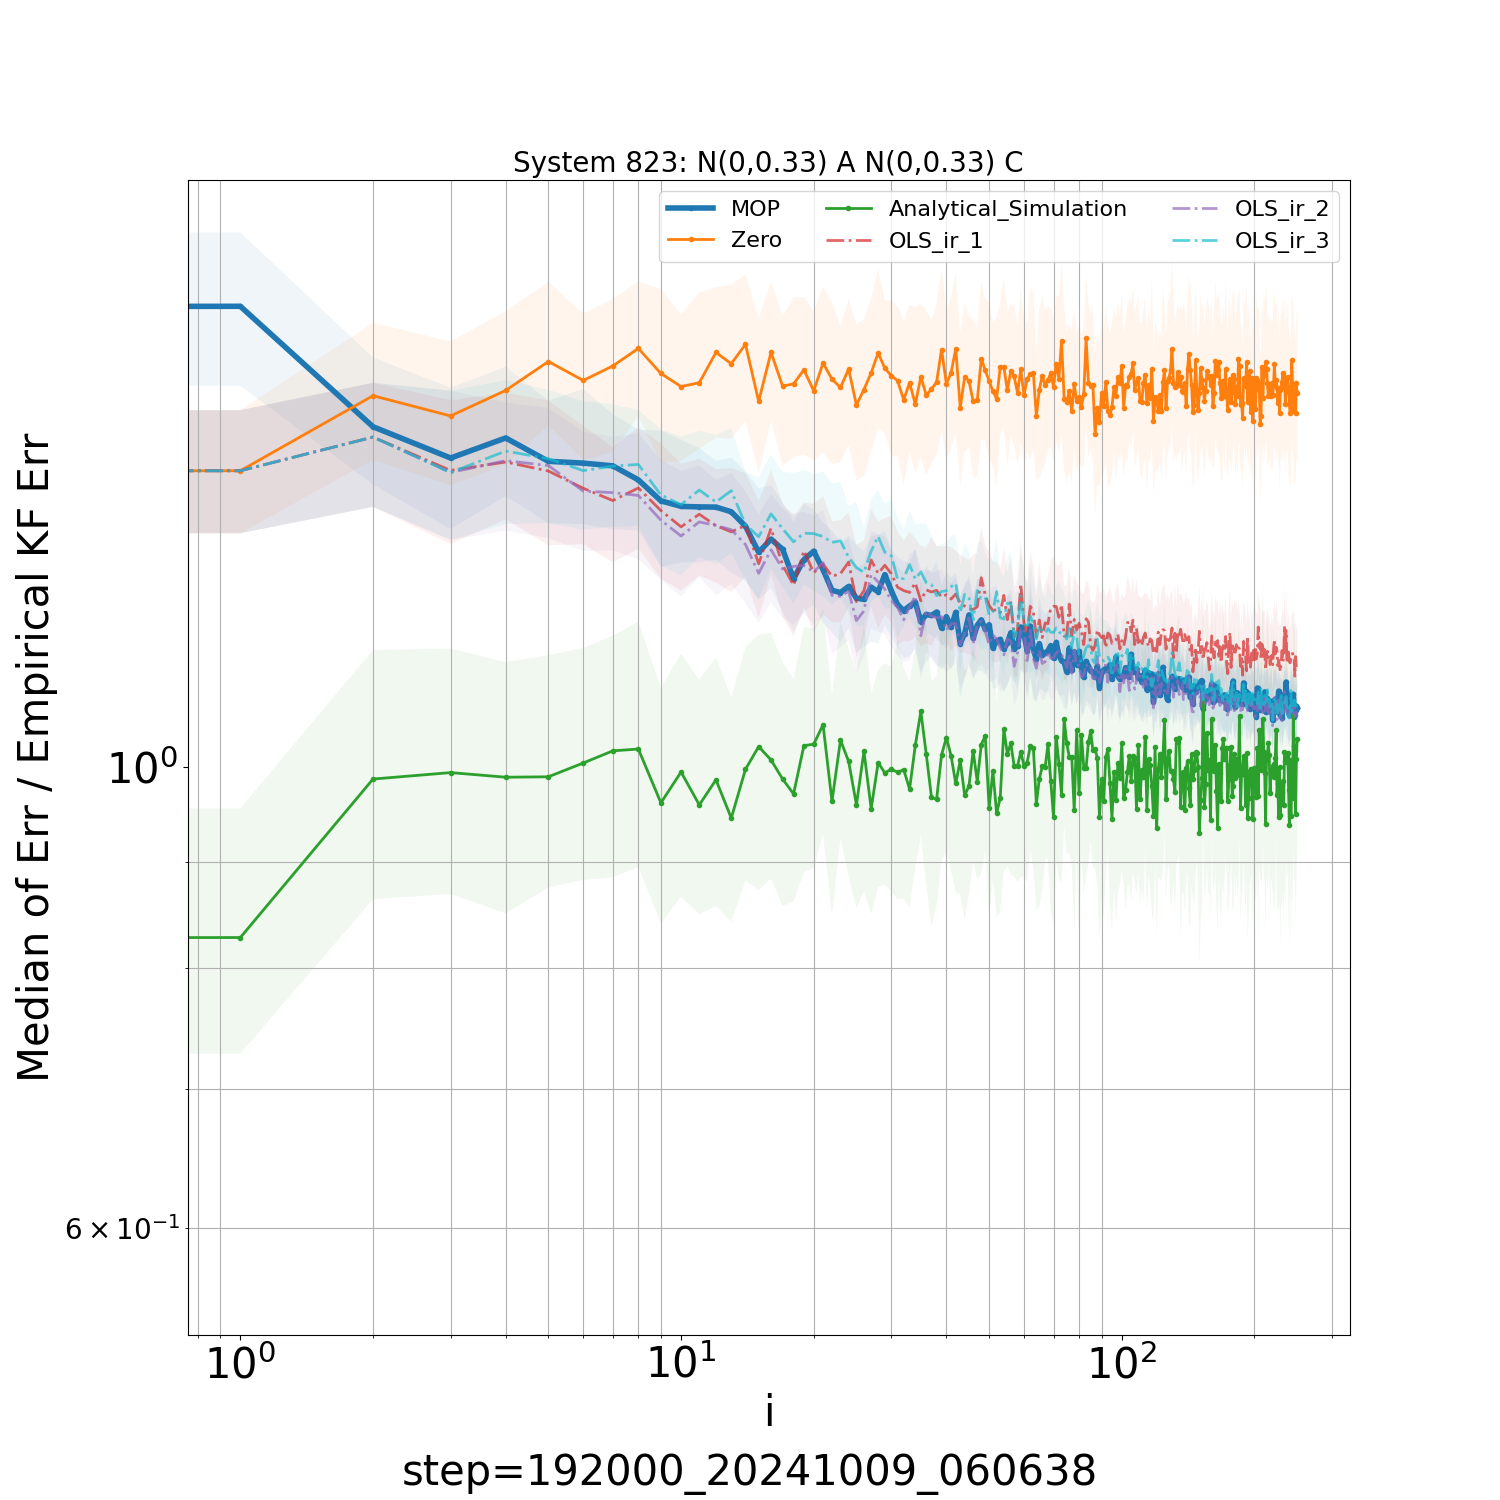 System 823: N(0,0.33) A N(0,0.33) C
MOP
Zero
Analytical_Simulation
OLS_ir_1
OLS_ir_2
OLS_ir_3
Median of Err / Empirical KF Err
10⁰
6 × 10⁻¹
10⁰
10¹
10²
i
step=192000_20241009_060638